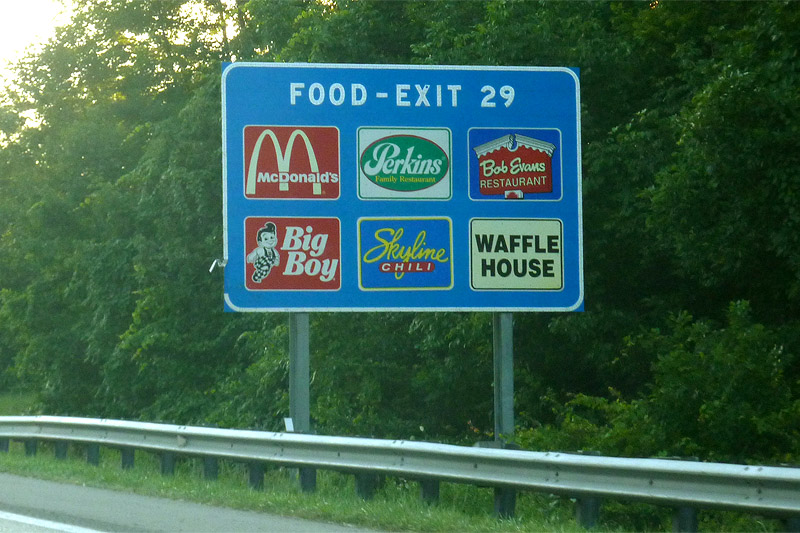 FOOD - EXIT 29
McDonald's
Perkins
Family Restaurant
Bob Evans
RESTAURANT
Big
Boy
Skyline
CHILI
WAFFLE
HOUSE